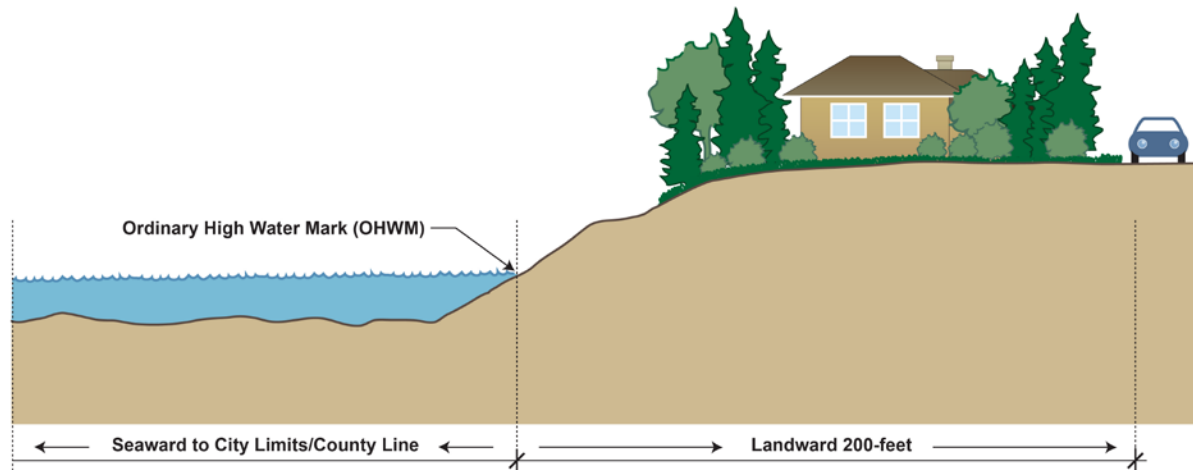 Ordinary High Water Mark (OHWM)
Seaward to City Limits/County Line
Landward 200-feet